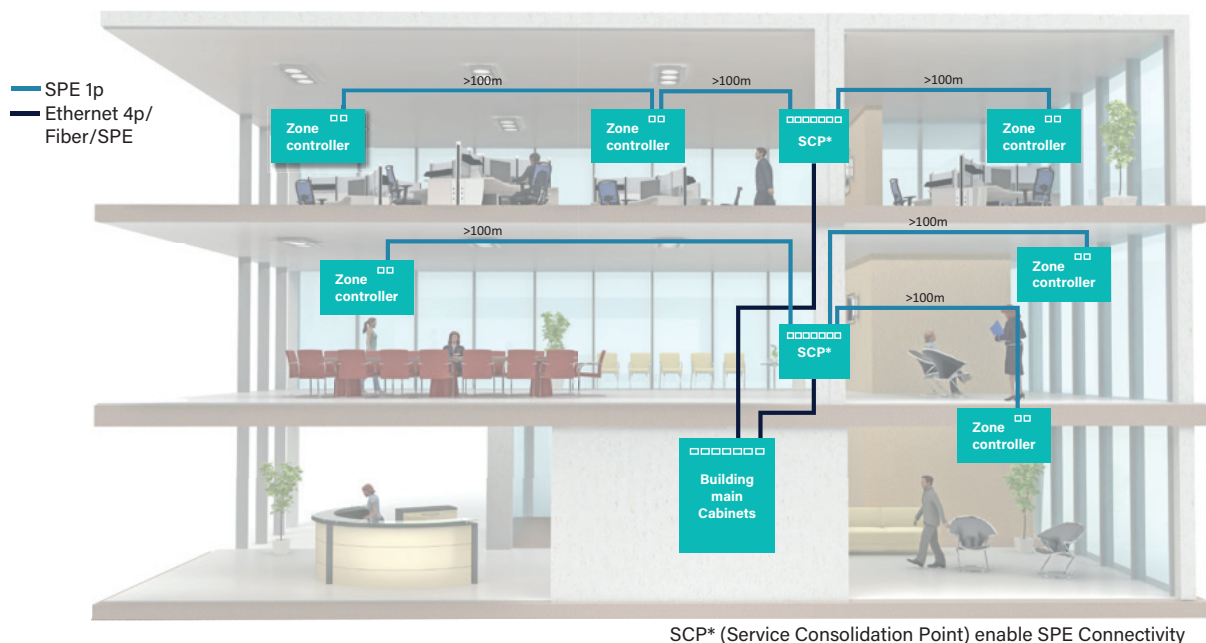 SPE 1p
Ethernet 4p/
Fiber/SPE
>100m
>100m
>100m
Zone
controller
Zone
controller
SCP*
Zone
controller
>100m
>100m
Zone
controller
Zone
controller
>100m
SCP*
Zone
controller
Building
main
Cabinets
SCP* (Service Consolidation Point) enable SPE Connectivity